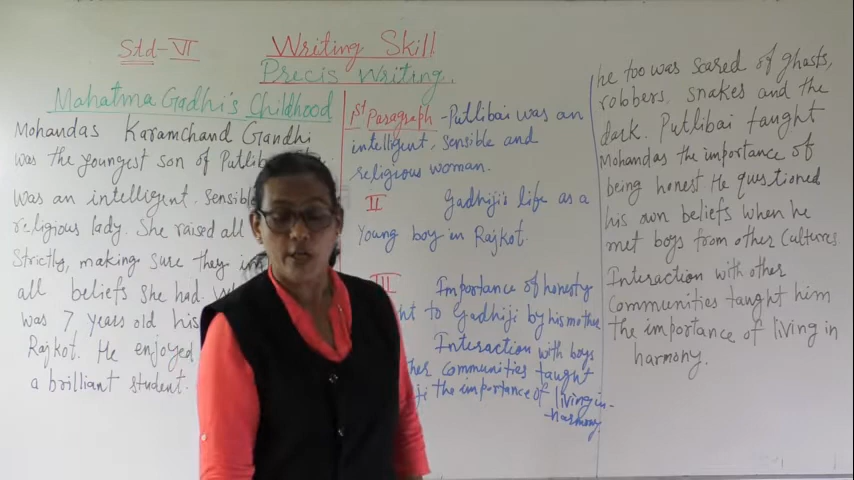 Std-VI
Writing Skill
Precis Writing.
Mahatma Gadhi's Childhood
Mohandas Karamchand Gandhi
was the youngest son of Putliba
was an intelligent, sensible
religious lady. She raised all
Strictly, making sure they im
all beliefs she had. W
was 7 years old his
Rajkot. He enjoyed
a brilliant student.
1st Paragraph - Putlibai was an
intelligent, sensible and
religious woman.
II Gadhiji's life as a
Young boy in Rajkot.
III Importance of honesty
ht to Gadhiji by his mother
Interaction with boys
her communities taught
ji the importance of living in-
-harmony.
he too was scared of ghosts,
robbers, snakes and the
dark. Putlibai taught
Mohandas the importance of
being honest. He questioned
his own beliefs when he
met boys from other Cultures.
Interaction with other
Communities taught him
the importance of living in
harmony.